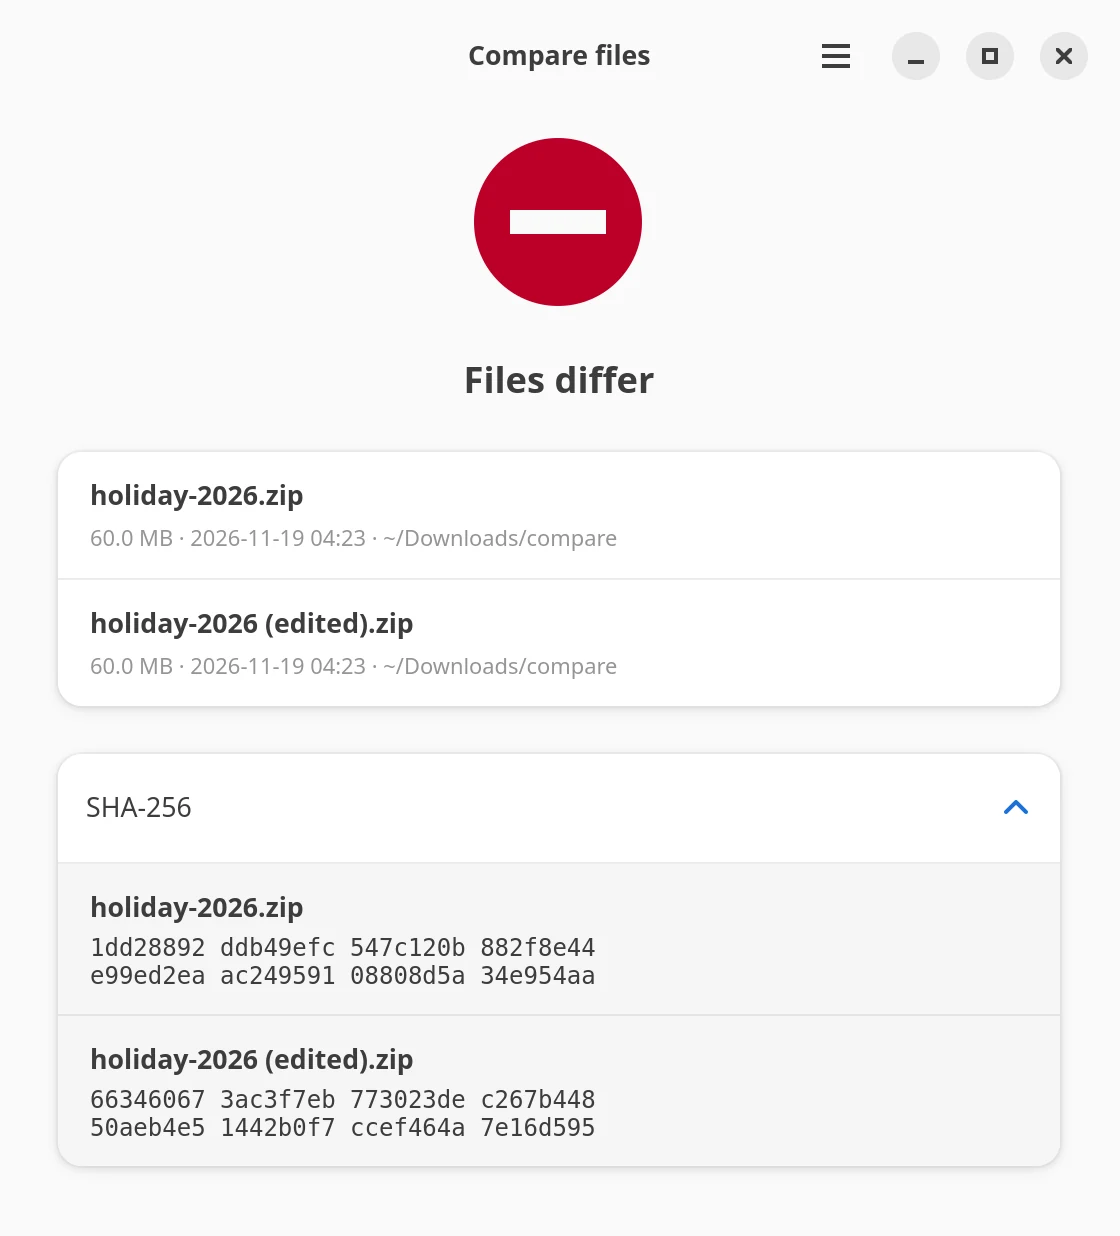 Compare files
Files differ
holiday-2026.zip
60.0 MB · 2026-11-19 04:23 · ~/Downloads/compare
holiday-2026 (edited).zip
60.0 MB · 2026-11-19 04:23 · ~/Downloads/compare
SHA-256
holiday-2026.zip
1dd28892 ddb49efc 547c120b 882f8e44
e99ed2ea ac249591 08808d5a 34e954aa
holiday-2026 (edited).zip
66346067 3ac3f7eb 773023de c267b448
50aeb4e5 1442b0f7 ccef464a 7e16d595